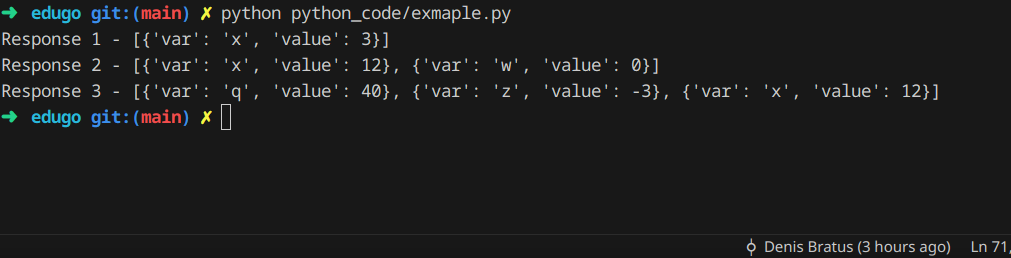 ➜ edugo git:(main) ✗ python python_code/exmaple.py
Response 1 - [{'var': 'x', 'value': 3}]
Response 2 - [{'var': 'x', 'value': 12}, {'var': 'w', 'value': 0}]
Response 3 - [{'var': 'q', 'value': 40}, {'var': 'z', 'value': -3}, {'var': 'x', 'value': 12}]
➜ edugo git:(main) ✗
Denis Bratus (3 hours ago) Ln 71,